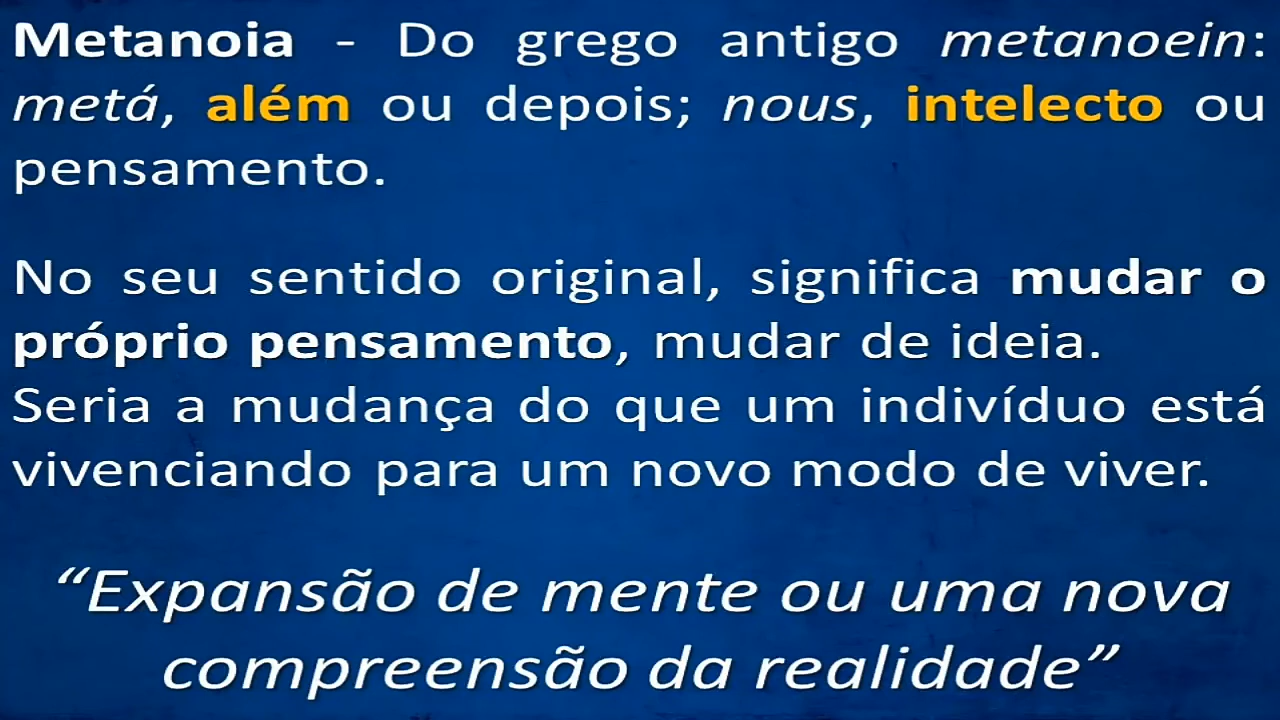 Metanoia - Do grego antigo metanoein:
metá, além ou depois; nous, intelecto ou
pensamento.
No seu sentido original, significa mudar o
próprio pensamento, mudar de ideia.
Seria a mudança do que um indivíduo está
vivenciando para um novo modo de viver.
“Expansão de mente ou uma nova
compreensão da realidade”